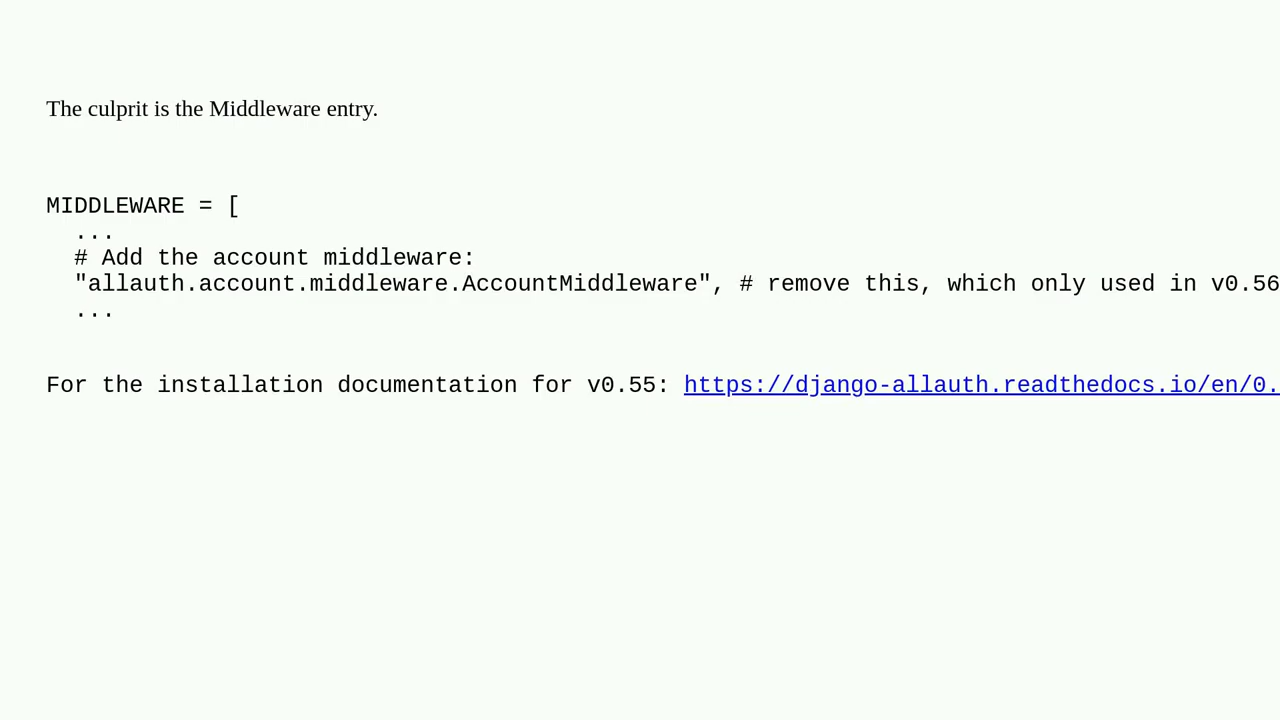 The culprit is the Middleware entry.
MIDDLEWARE = [
...
# Add the account middleware:
"allauth.account.middleware.AccountMiddleware", # remove this, which only used in v0.56
...
For the installation documentation for v0.55: https://django-allauth.readthedocs.io/en/0.